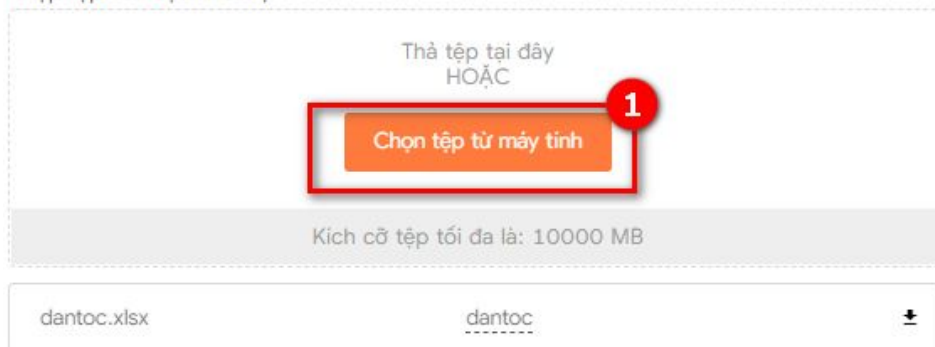 Thả tệp tại đây
HOẶC
1
Chọn tệp từ máy tính
Kích cỡ tệp tối đa là: 10000 MB
dantoc.xlsx dantoc